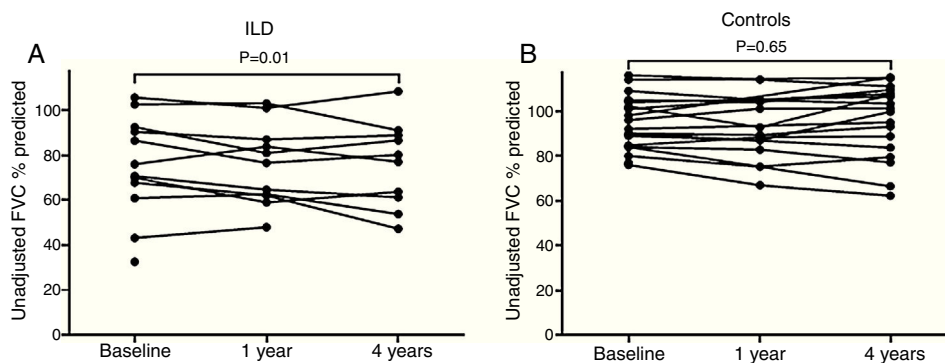 ILD
A
P=0.01
Unadjusted FVC % predicted
100
80
60
40
20
0
Baseline 1 year 4 years
Controls
B
P=0.65
Unadjusted FVC % predicted
100
80
60
40
20
0
Baseline 1 year 4 years